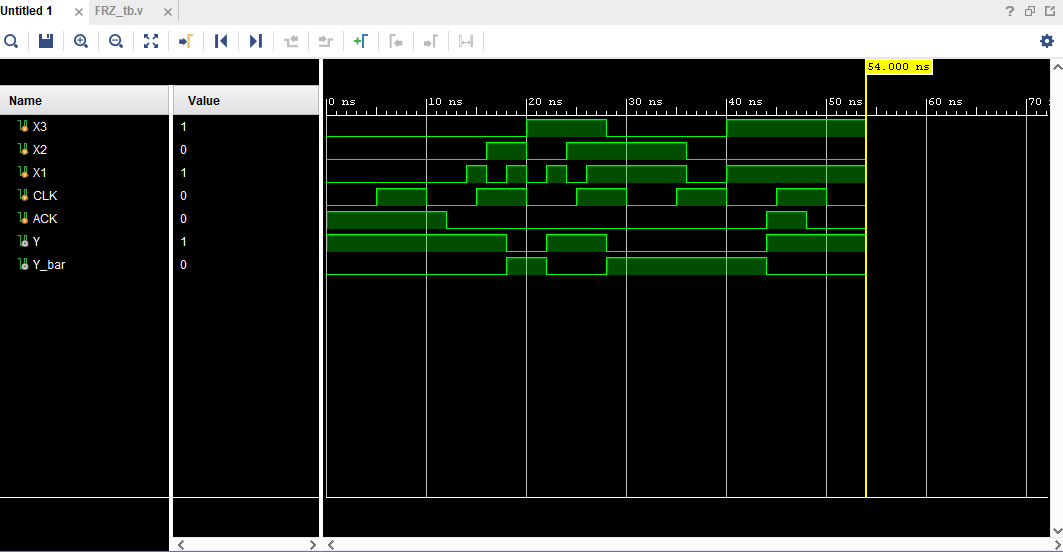 Untitled 1 × FRZ_tb.v × ?
54.000 ns
Name Value 0 ns 10 ns 20 ns 30 ns 40 ns 50 ns 60 ns 70
X3 1
X2 0
X1 1
CLK 0
ACK 0
Y 1
Y_bar 0